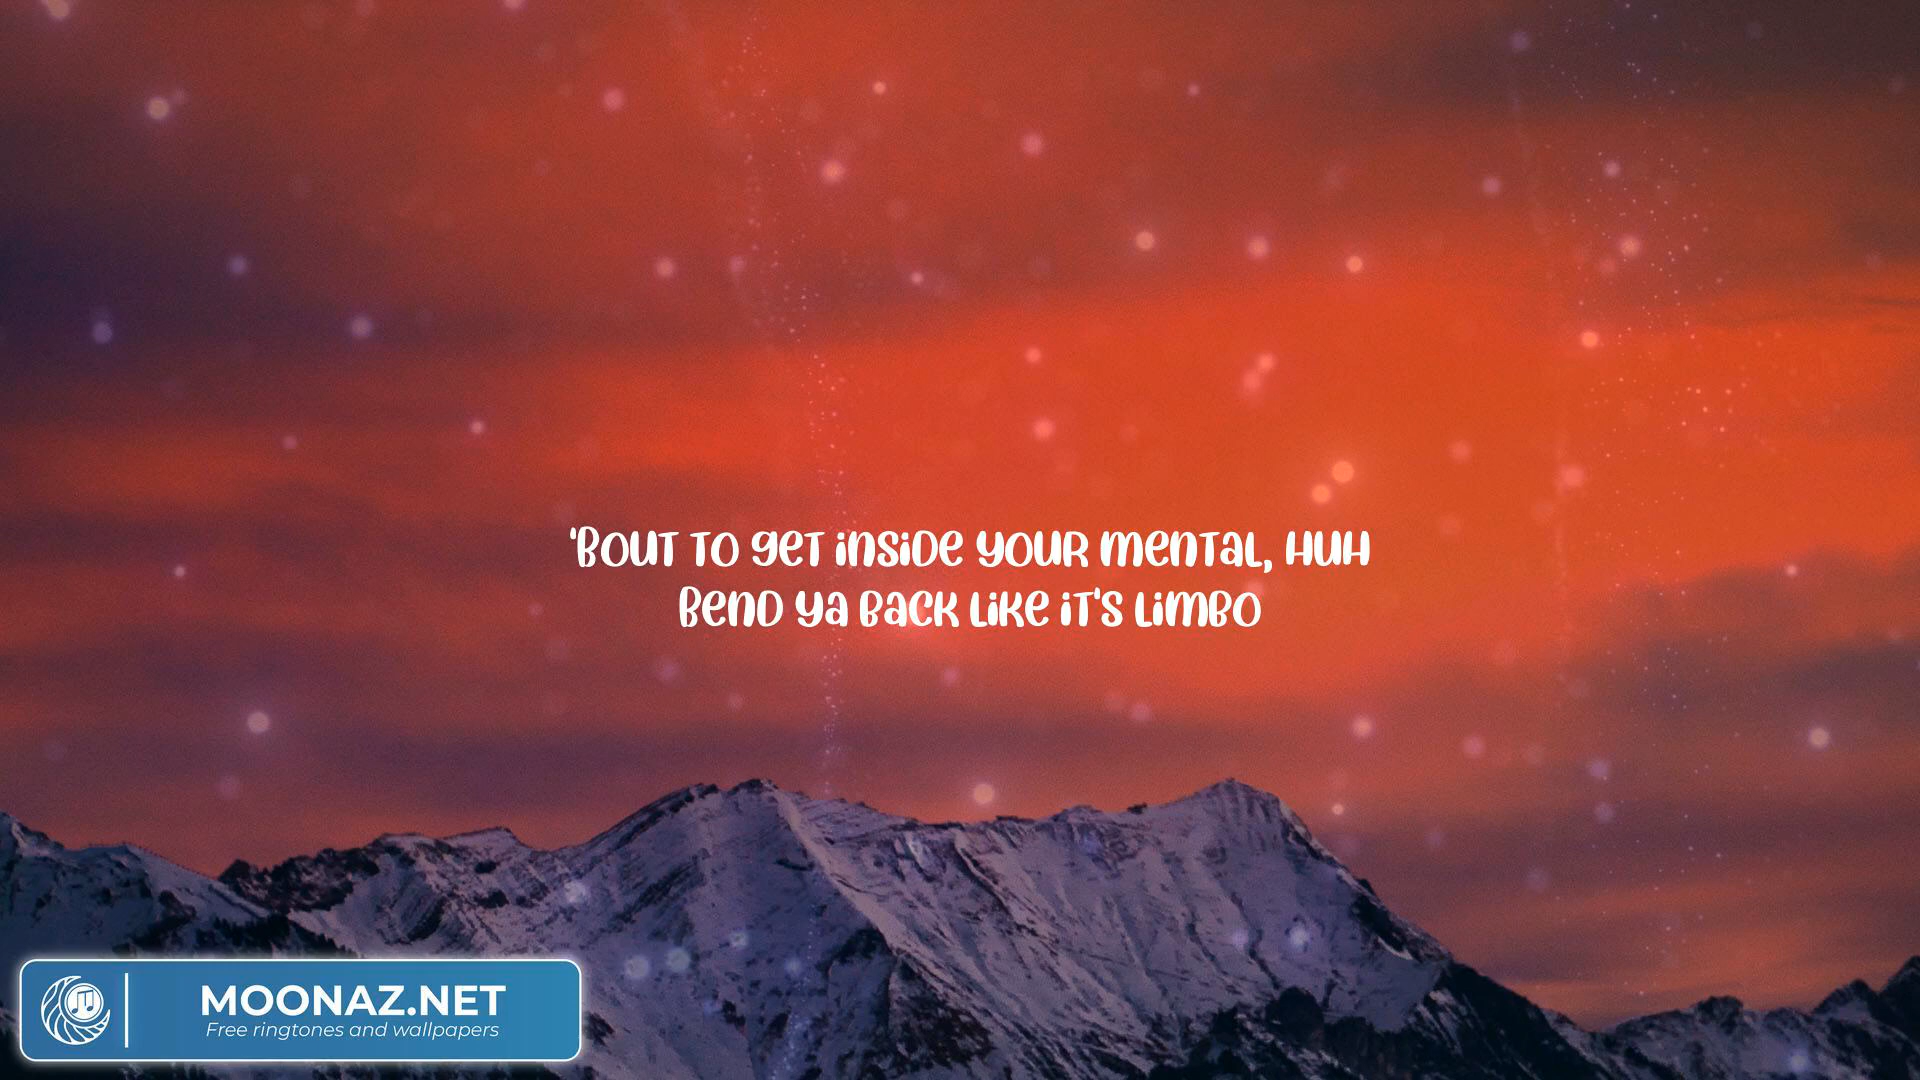 'Bout to get inside your mental, huh
Bend ya back like it's limbo
MOONAZ.NET
Free ringtones and wallpapers